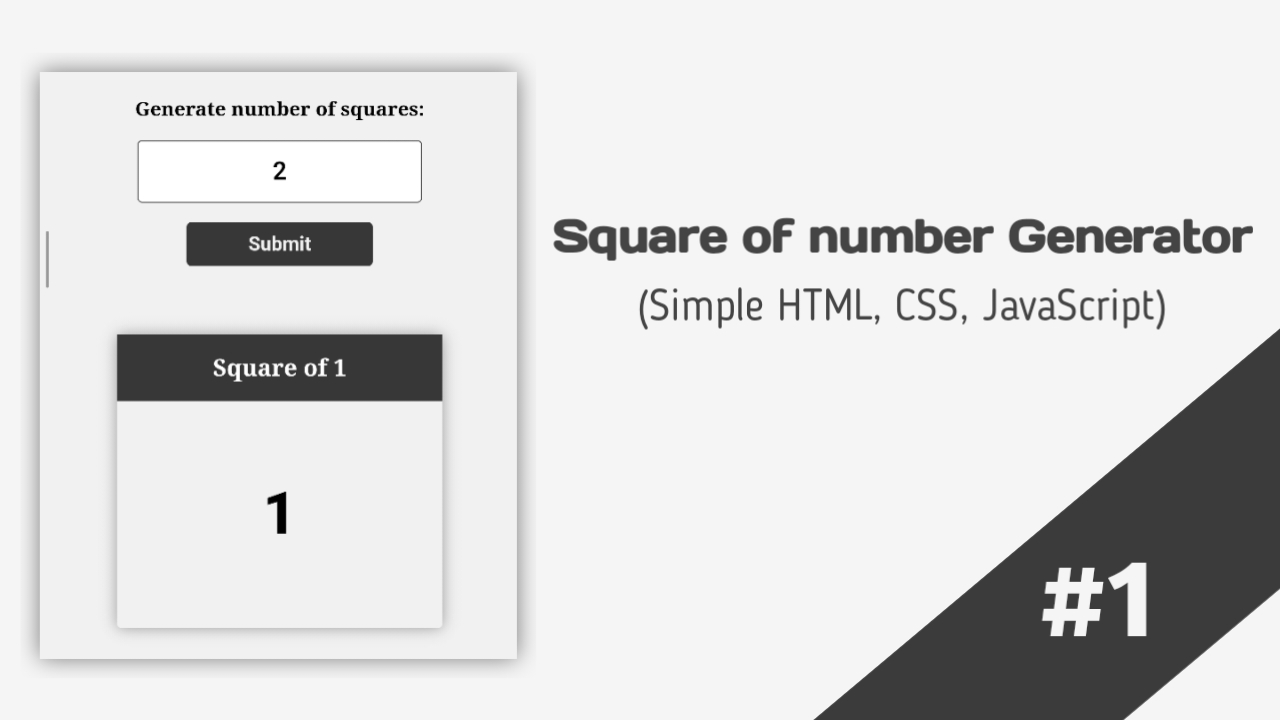 Generate number of squares:
2
Submit
Square of 1
1
Square of number Generator
(Simple HTML, CSS, JavaScript)
#1